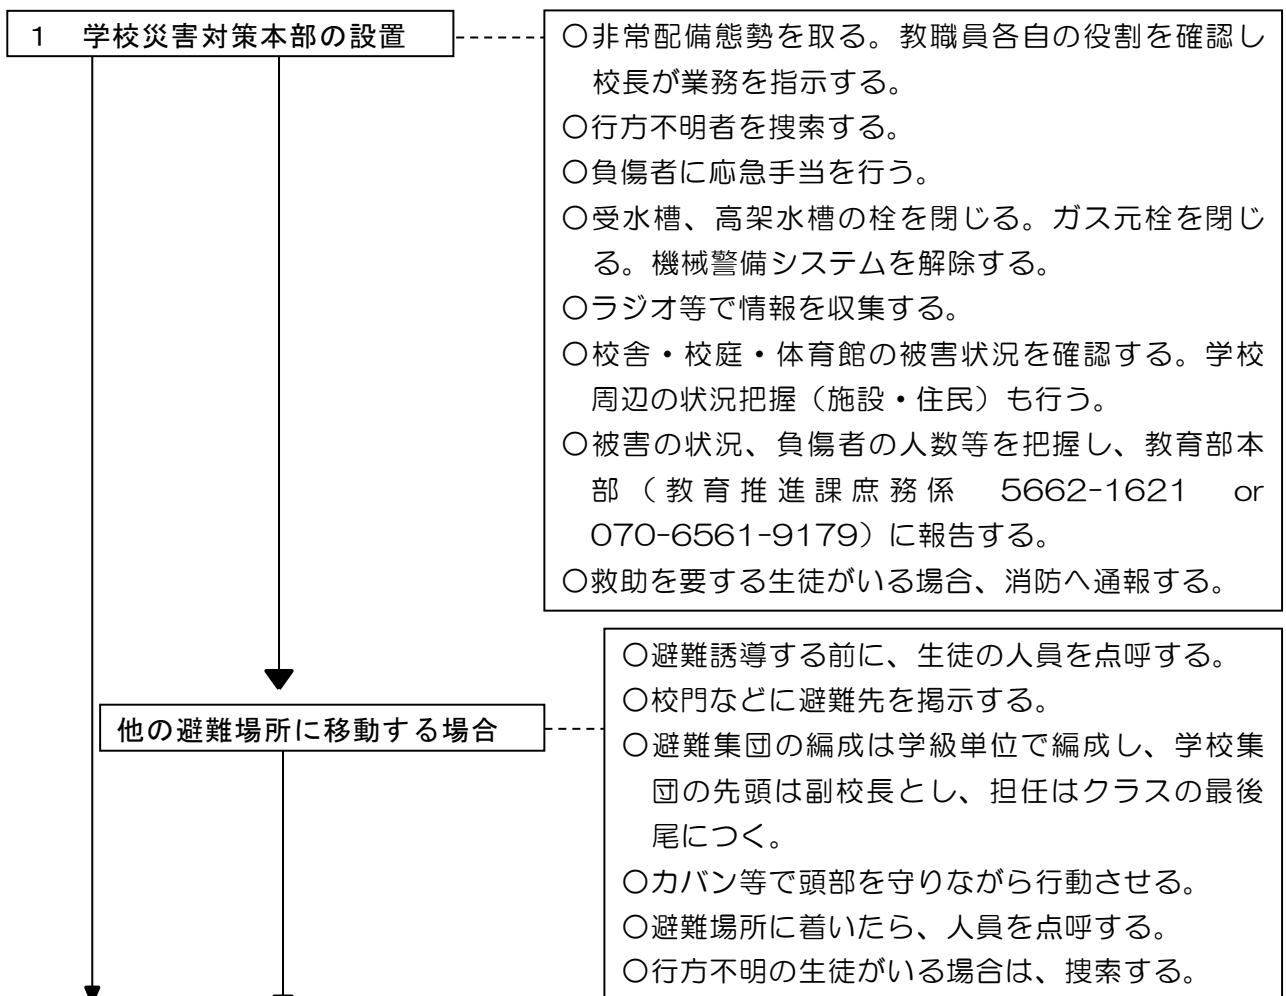 1　学校災害対策本部の設置
○非常配備態勢を取る。教職員各自の役割を確認し
校長が業務を指示する。
○行方不明者を捜索する。
○負傷者に応急手当を行う。
○受水槽、高架水槽の栓を閉じる。ガス元栓を閉じ
る。機械警備システムを解除する。
○ラジオ等で情報を収集する。
○校舎・校庭・体育館の被害状況を確認する。学校
周辺の状況把握（施設・住民）も行う。
○被害の状況、負傷者の人数等を把握し、教育部本
部（教育推進課庶務係　5662-1621　or
070-6561-9179）に報告する。
○救助を要する生徒がいる場合、消防へ通報する。
他の避難場所に移動する場合
○避難誘導する前に、生徒の人員を点呼する。
○校門などに避難先を掲示する。
○避難集団の編成は学級単位で編成し、学校集
団の先頭は副校長とし、担任はクラスの最後
尾につく。
○カバン等で頭部を守りながら行動させる。
○避難場所に着いたら、人員を点呼する。
○行方不明の生徒がいる場合は、捜索する。